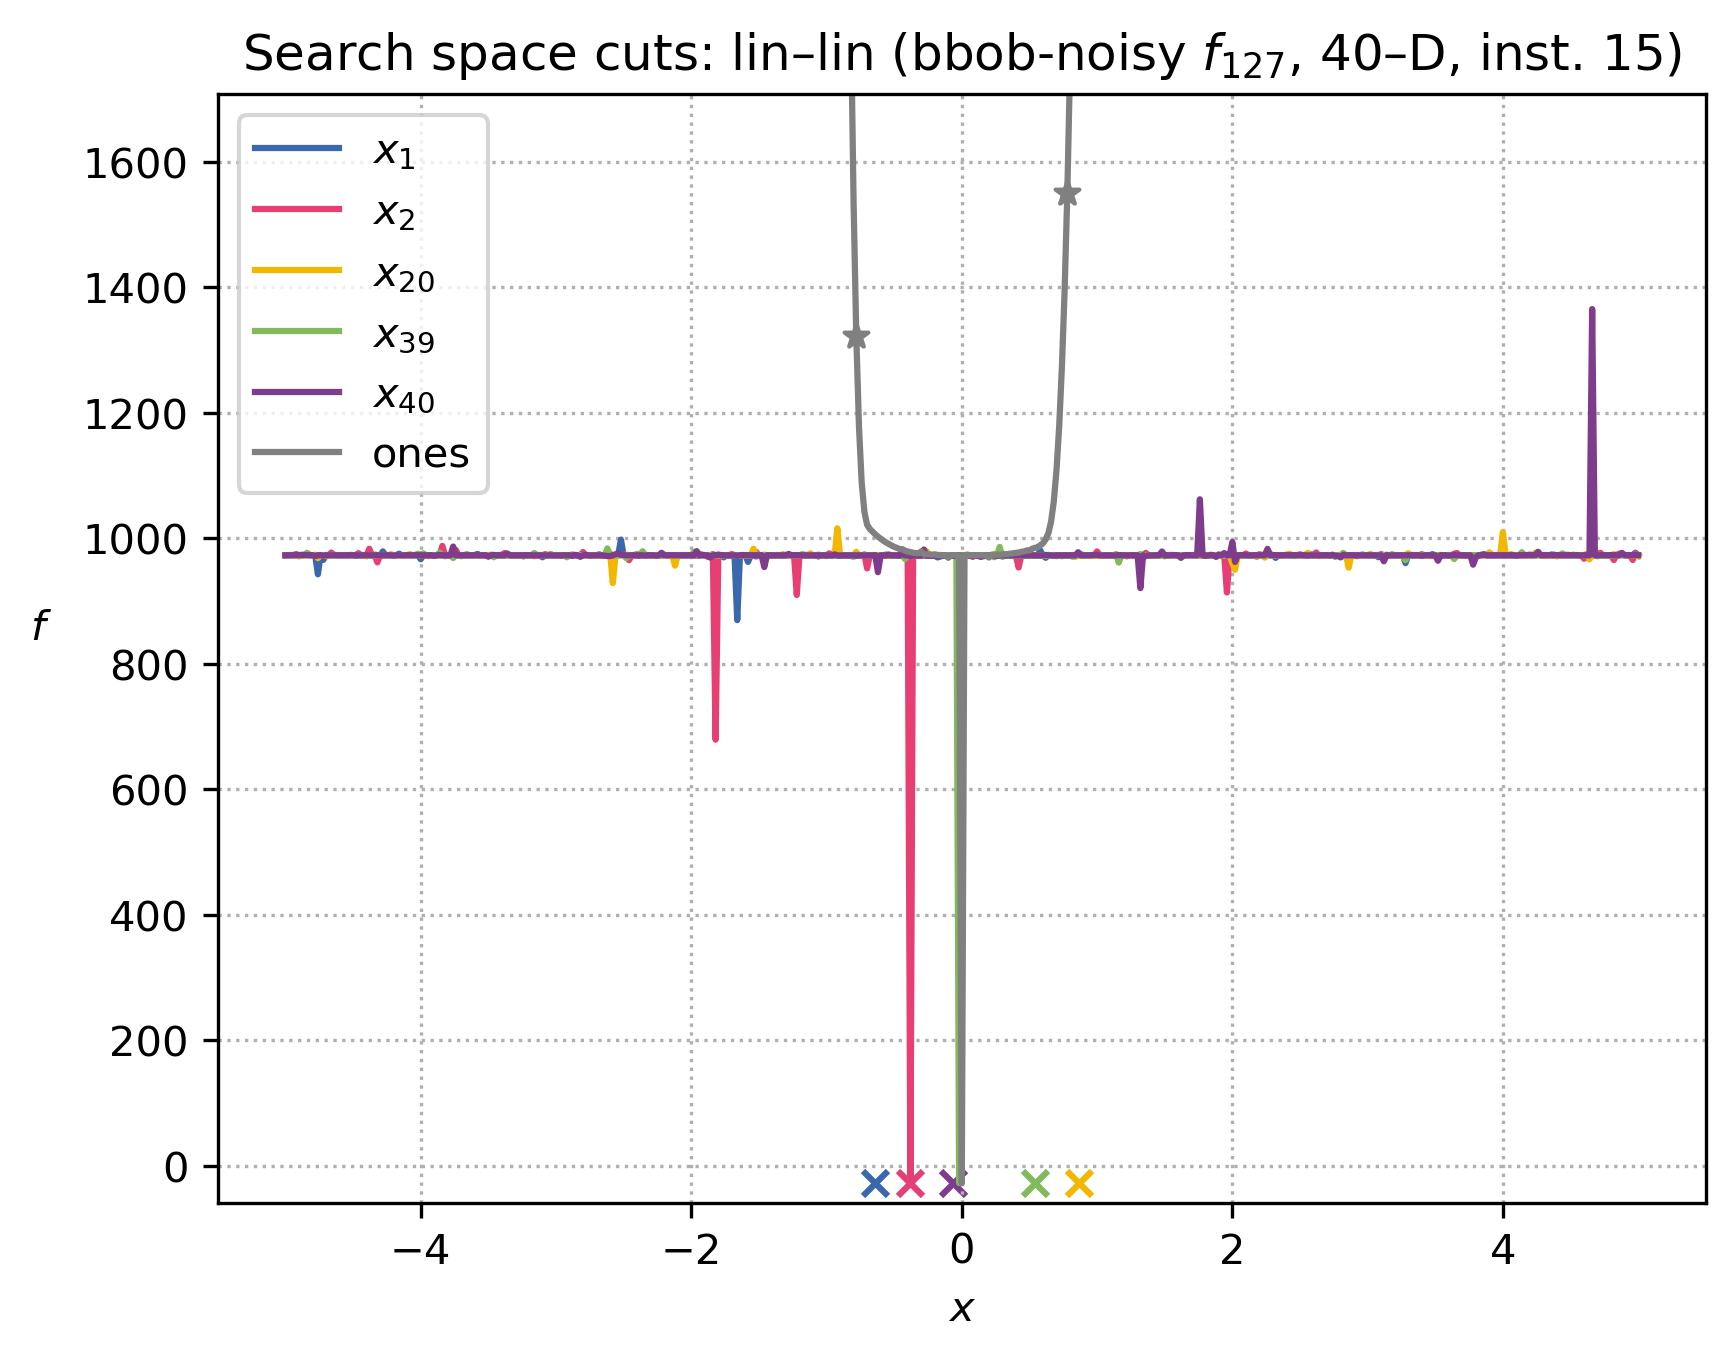 Search space cuts: lin–lin (bbob-noisy f₁₂₇, 40–D, inst. 15)
x₁
x₂
x₂₀
x₃₉
x₄₀
ones
1600
1400
1200
1000
800
600
400
200
0
f
−4 −2 0 2 4
x